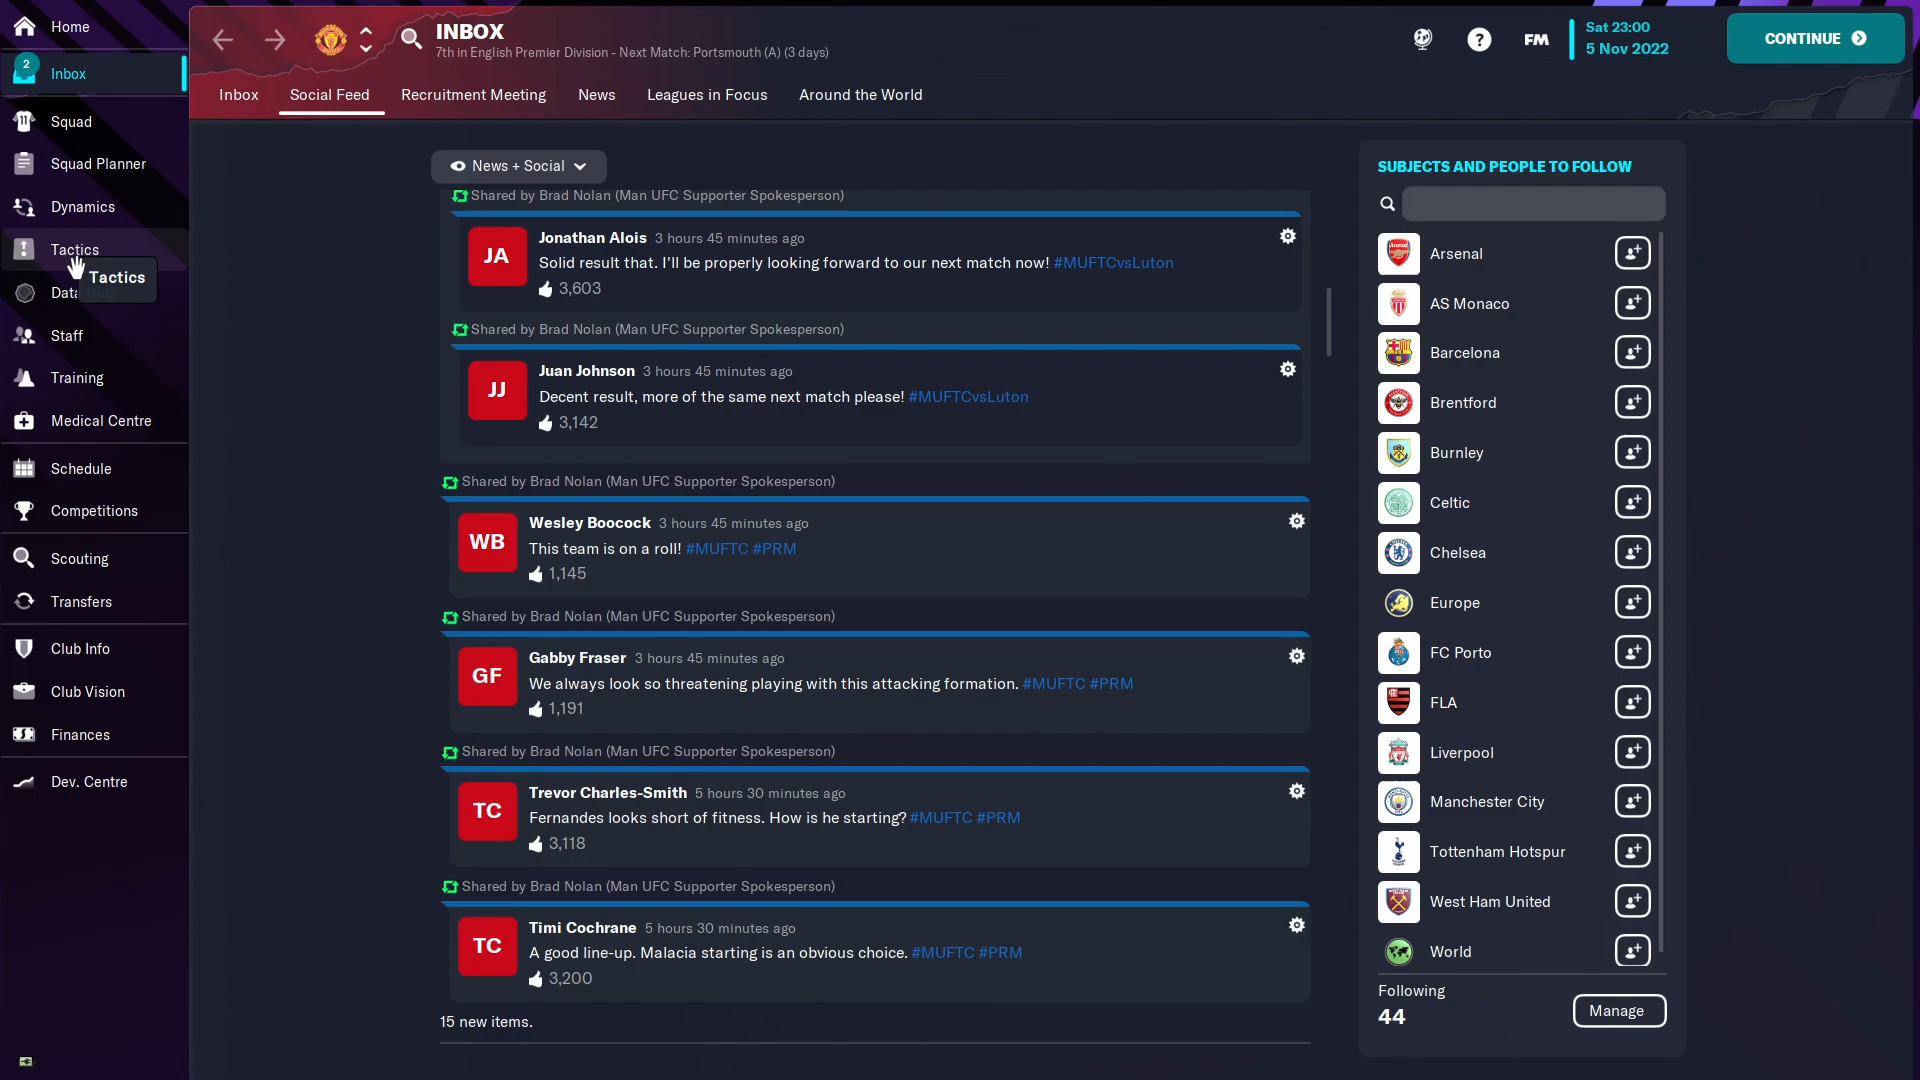 Home
2
Inbox
Squad
Squad Planner
Dynamics
Tactics
Tactics
Staff
Training
Medical Centre
Schedule
Competitions
Scouting
Transfers
Club Info
Club Vision
Finances
Dev. Centre
INBOX
7th in English Premier Division - Next Match: Portsmouth (A) (3 days)
FM
Sat 23:00
5 Nov 2022
CONTINUE
Inbox Social Feed Recruitment Meeting News Leagues in Focus Around the World
News + Social
Shared by Brad Nolan (Man UFC Supporter Spokesperson)
JA
Jonathan Alois 3 hours 45 minutes ago
Solid result that. I'll be properly looking forward to our next match now! #MUFTCvsLuton
3,603
Shared by Brad Nolan (Man UFC Supporter Spokesperson)
JJ
Juan Johnson 3 hours 45 minutes ago
Decent result, more of the same next match please! #MUFTCvsLuton
3,142
Shared by Brad Nolan (Man UFC Supporter Spokesperson)
WB
Wesley Boocock 3 hours 45 minutes ago
This team is on a roll! #MUFTC #PRM
1,145
Shared by Brad Nolan (Man UFC Supporter Spokesperson)
GF
Gabby Fraser 3 hours 45 minutes ago
We always look so threatening playing with this attacking formation. #MUFTC #PRM
1,191
Shared by Brad Nolan (Man UFC Supporter Spokesperson)
TC
Trevor Charles-Smith 5 hours 30 minutes ago
Fernandes looks short of fitness. How is he starting? #MUFTC #PRM
3,118
Shared by Brad Nolan (Man UFC Supporter Spokesperson)
TC
Timi Cochrane 5 hours 30 minutes ago
A good line-up. Malacia starting is an obvious choice. #MUFTC #PRM
3,200
15 new items.
SUBJECTS AND PEOPLE TO FOLLOW
Arsenal
AS Monaco
Barcelona
Brentford
Burnley
Celtic
Chelsea
Europe
FC Porto
FLA
Liverpool
Manchester City
Tottenham Hotspur
West Ham United
World
Following
44
Manage